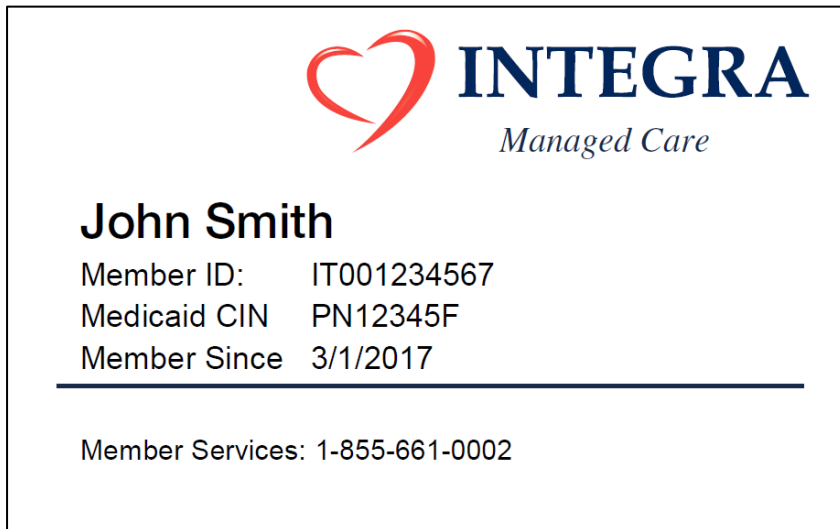 INTEGRA
Managed Care
John Smith
Member ID: IT001234567
Medicaid CIN PN12345F
Member Since 3/1/2017
Member Services: 1-855-661-0002